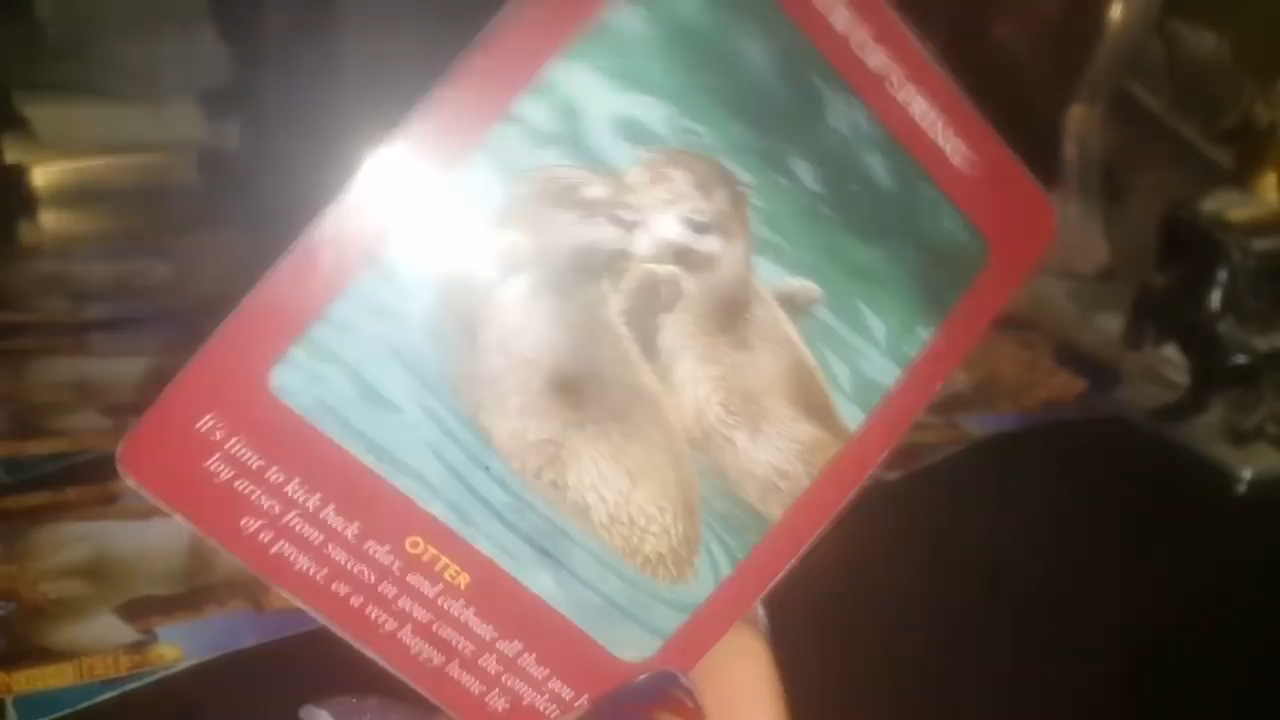 SPRING
OTTER
It's time to kick back, relax, and celebrate all that you h
Joy arises from success in your career, the completi
of a project, or a very happy home life